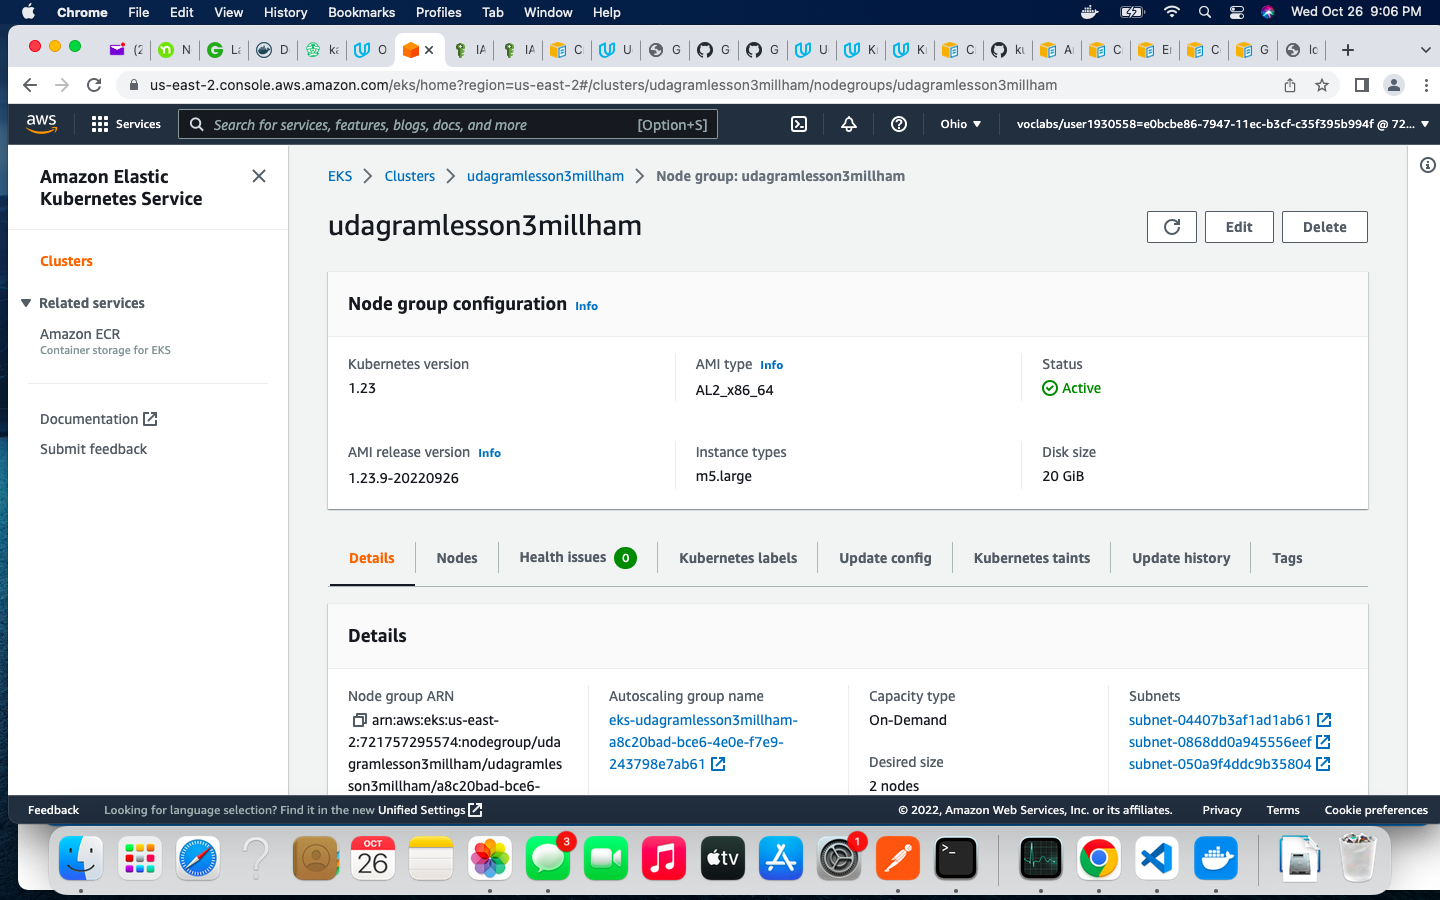 Chrome File Edit View History Bookmarks Profiles Tab Window Help Wed Oct 26 9:06 PM
us-east-2.console.aws.amazon.com/eks/home?region=us-east-2#/clusters/udagramlesson3millham/nodegroups/udagramlesson3millham
aws Services Search for services, features, blogs, docs, and more [Option+S] Ohio voclabs/user1930558=e0bcbe86-7947-11ec-b3cf-c35f395b994f @ 72...
Amazon Elastic
Kubernetes Service
Clusters
Related services
Amazon ECR
Container storage for EKS
Documentation
Submit feedback
EKS Clusters udagramlesson3millham Node group: udagramlesson3millham
udagramlesson3millham
Edit Delete
Node group configuration Info
Kubernetes version
1.23
AMI type Info
AL2_x86_64
Status
Active
AMI release version Info
1.23.9-20220926
Instance types
m5.large
Disk size
20 GiB
Details Nodes Health issues 0 Kubernetes labels Update config Kubernetes taints Update history Tags
Details
Node group ARN
arn:aws:eks:us-east-
2:721757295574:nodegroup/uda
gramlesson3millham/udagramles
son3millham/a8c20bad-bce6-
Autoscaling group name
eks-udagramlesson3millham-
a8c20bad-bce6-4e0e-f7e9-
243798e7ab61
Capacity type
On-Demand
Desired size
2 nodes
Subnets
subnet-04407b3af1ad1ab61
subnet-0868dd0a945556eef
subnet-050a9f4ddc9b35804
Feedback Looking for language selection? Find it in the new Unified Settings © 2022, Amazon Web Services, Inc. or its affiliates. Privacy Terms Cookie preferences
OCT
26
3
tv
1